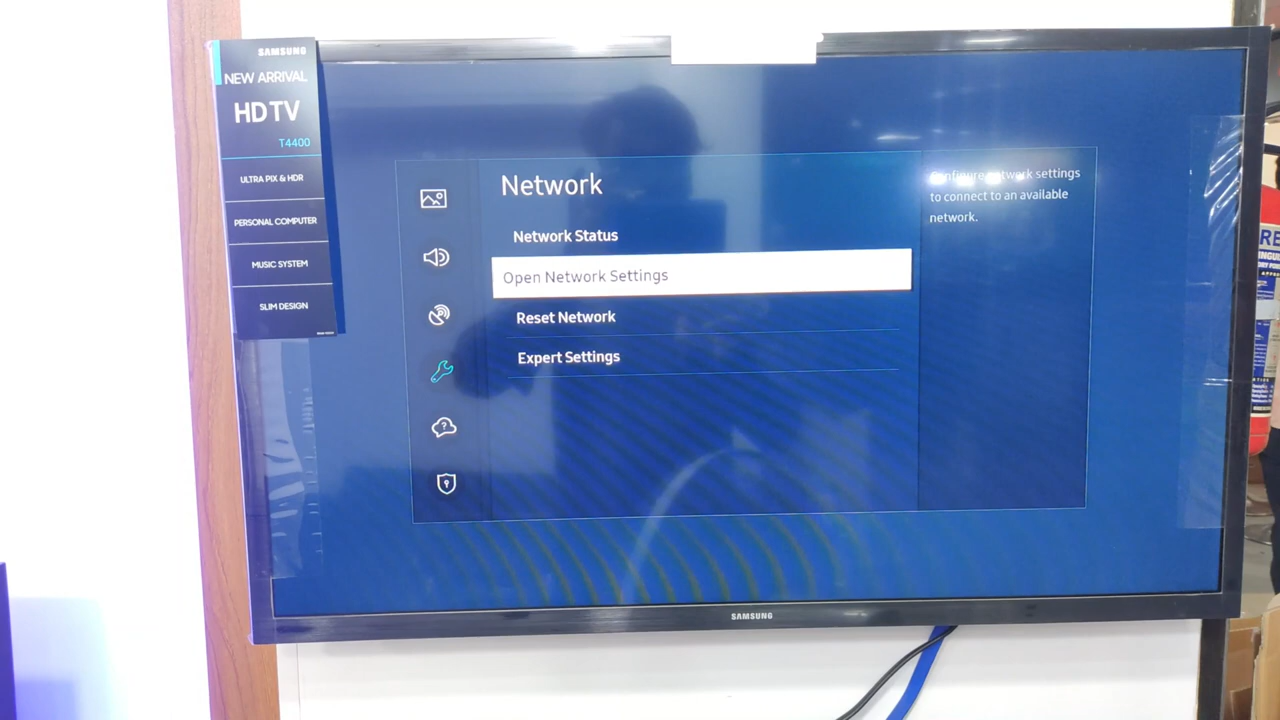 SAMSUNG
NEW ARRIVAL
HD TV
T4400
ULTRA PIX & HDR
PERSONAL COMPUTER
MUSIC SYSTEM
SLIM DESIGN
Network
Network Status
Open Network Settings
Reset Network
Expert Settings
Configure network settings
to connect to an available
network.
SAMSUNG